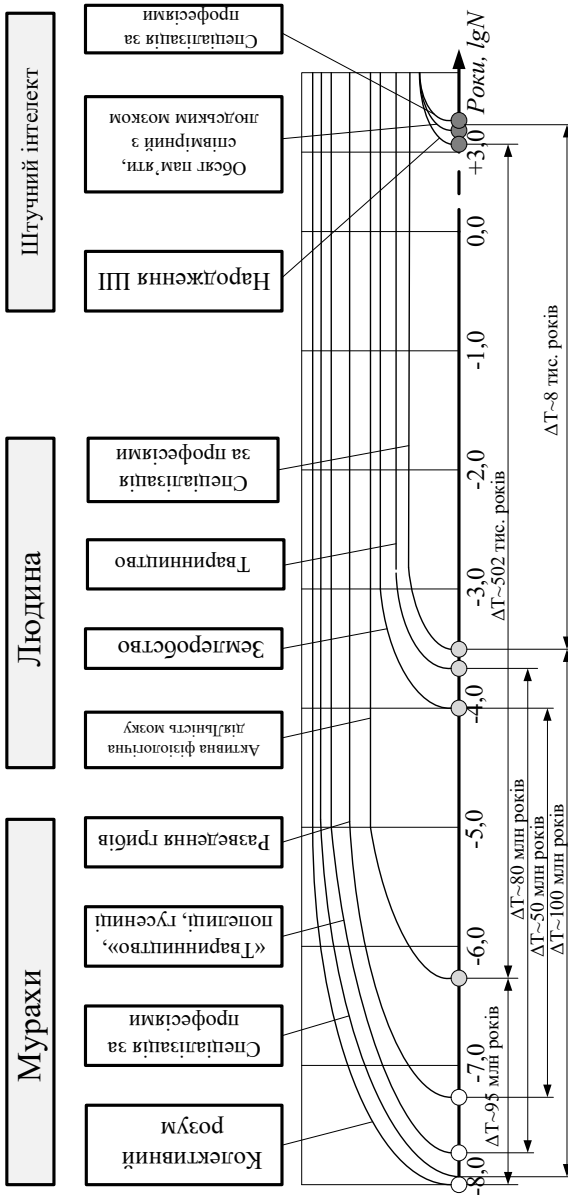 Мурахи
Людина
Штучний інтелект
Колективний
розум
Спеціалізація за
професіями
«Тваринництво»,
попелиці, гусениці
Разведення грибів
Активна фізіологічна
діяльність мозку
Землеробство
Тваринництво
Спеціалізація
за професіями
Народження ШІ
Обсяг пам’яти,
співмірний з
людським мозком
Спеціалізація за
професіями
-8,0
-7,0
-6,0
-5,0
-4,0
-3,0
-2,0
-1,0
0,0
+3,0
Роки, lgN
ΔT~95 млн років
ΔT~502 тис. років
ΔT~80 млн років
ΔT~50 млн років
ΔT~100 млн років
ΔT~8 тис. років